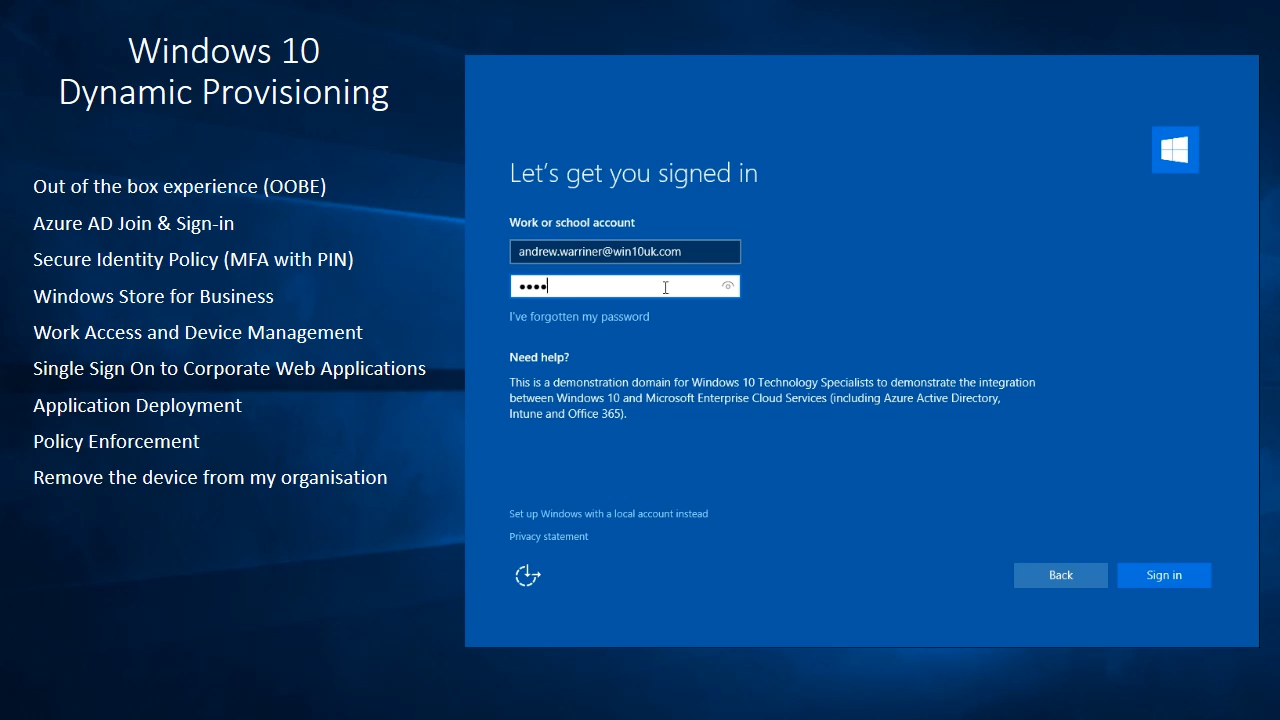 Windows 10
Dynamic Provisioning
Out of the box experience (OOBE)
Azure AD Join & Sign-in
Secure Identity Policy (MFA with PIN)
Windows Store for Business
Work Access and Device Management
Single Sign On to Corporate Web Applications
Application Deployment
Policy Enforcement
Remove the device from my organisation
Let's get you signed in
Work or school account
andrew.warriner@win10uk.com
••••
I've forgotten my password
Need help?
This is a demonstration domain for Windows 10 Technology Specialists to demonstrate the integration
between Windows 10 and Microsoft Enterprise Cloud Services (including Azure Active Directory,
Intune and Office 365).
Set up Windows with a local account instead
Privacy statement
Back
Sign in